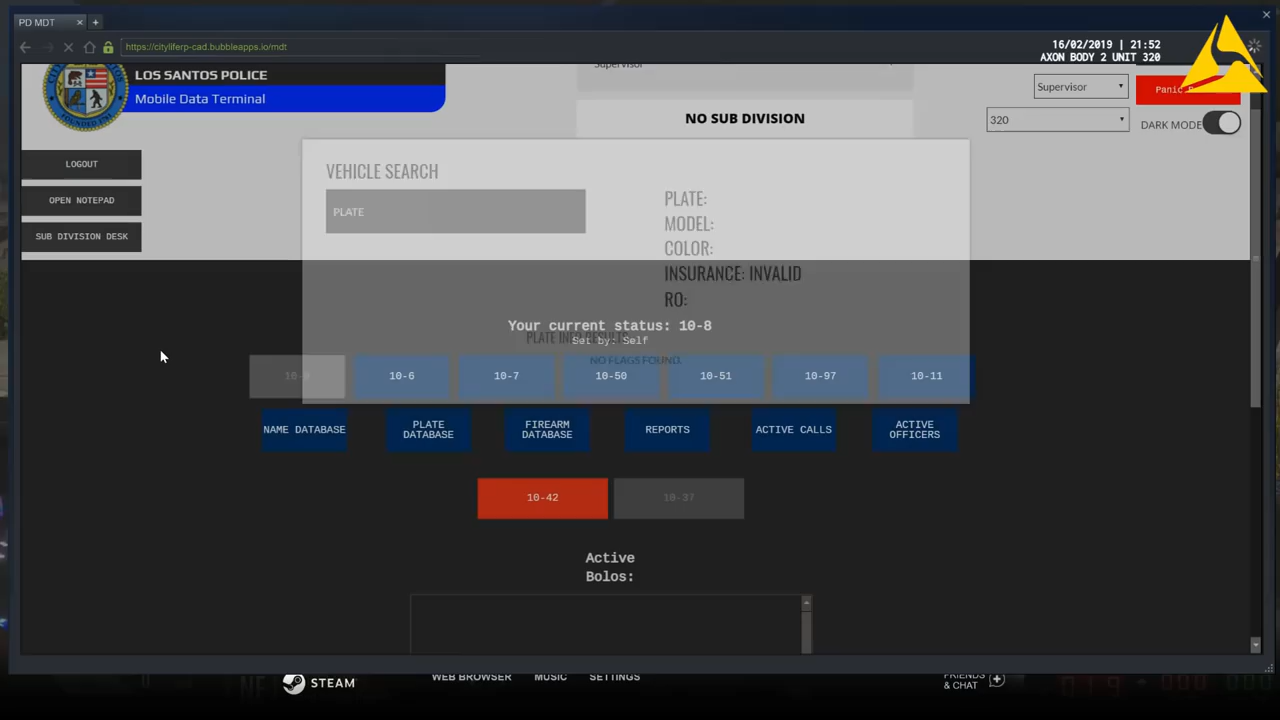 PD MDT
https://cityliferp-cad.bubbleapps.io/mdt
16/02/2019 | 21:52
AXON BODY 2 UNIT 320
LOS SANTOS POLICE
Mobile Data Terminal
Supervisor
Supervisor
320
DARK MODE
NO SUB DIVISION
LOGOUT
OPEN NOTEPAD
SUB DIVISION DESK
VEHICLE SEARCH
PLATE
PLATE:
MODEL:
COLOR:
INSURANCE: INVALID
RO:
Your current status: 10-8
Set by: Self
NO FLAGS FOUND.
10-6
10-7
10-50
10-51
10-97
10-11
NAME DATABASE
PLATE
DATABASE
FIREARM
DATABASE
REPORTS
ACTIVE CALLS
ACTIVE
OFFICERS
10-42
10-37
Active
Bolos:
STEAM
WEB BROWSER
MUSIC
SETTINGS
FRIENDS
& CHAT